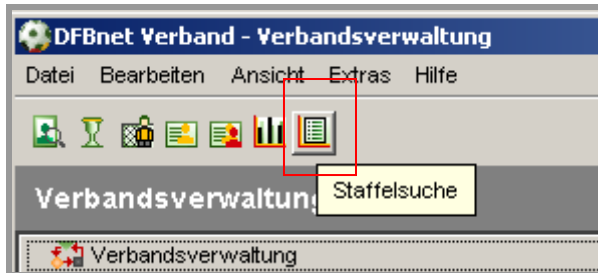 DFBnet Verband - Verbandsverwaltung
Datei Bearbeiten Ansicht Extras Hilfe
Verbandsverwaltung
Staffelsuche
Verbandsverwaltung